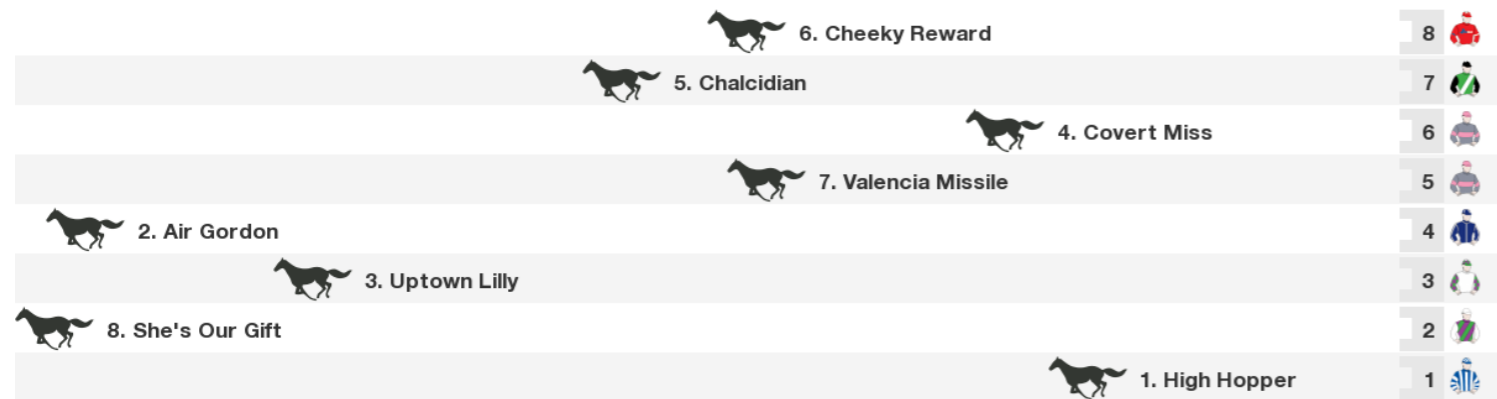 6. Cheeky Reward 8
5. Chalcidian 7
4. Covert Miss 6
7. Valencia Missile 5
2. Air Gordon 4
3. Uptown Lilly 3
8. She's Our Gift 2
1. High Hopper 1